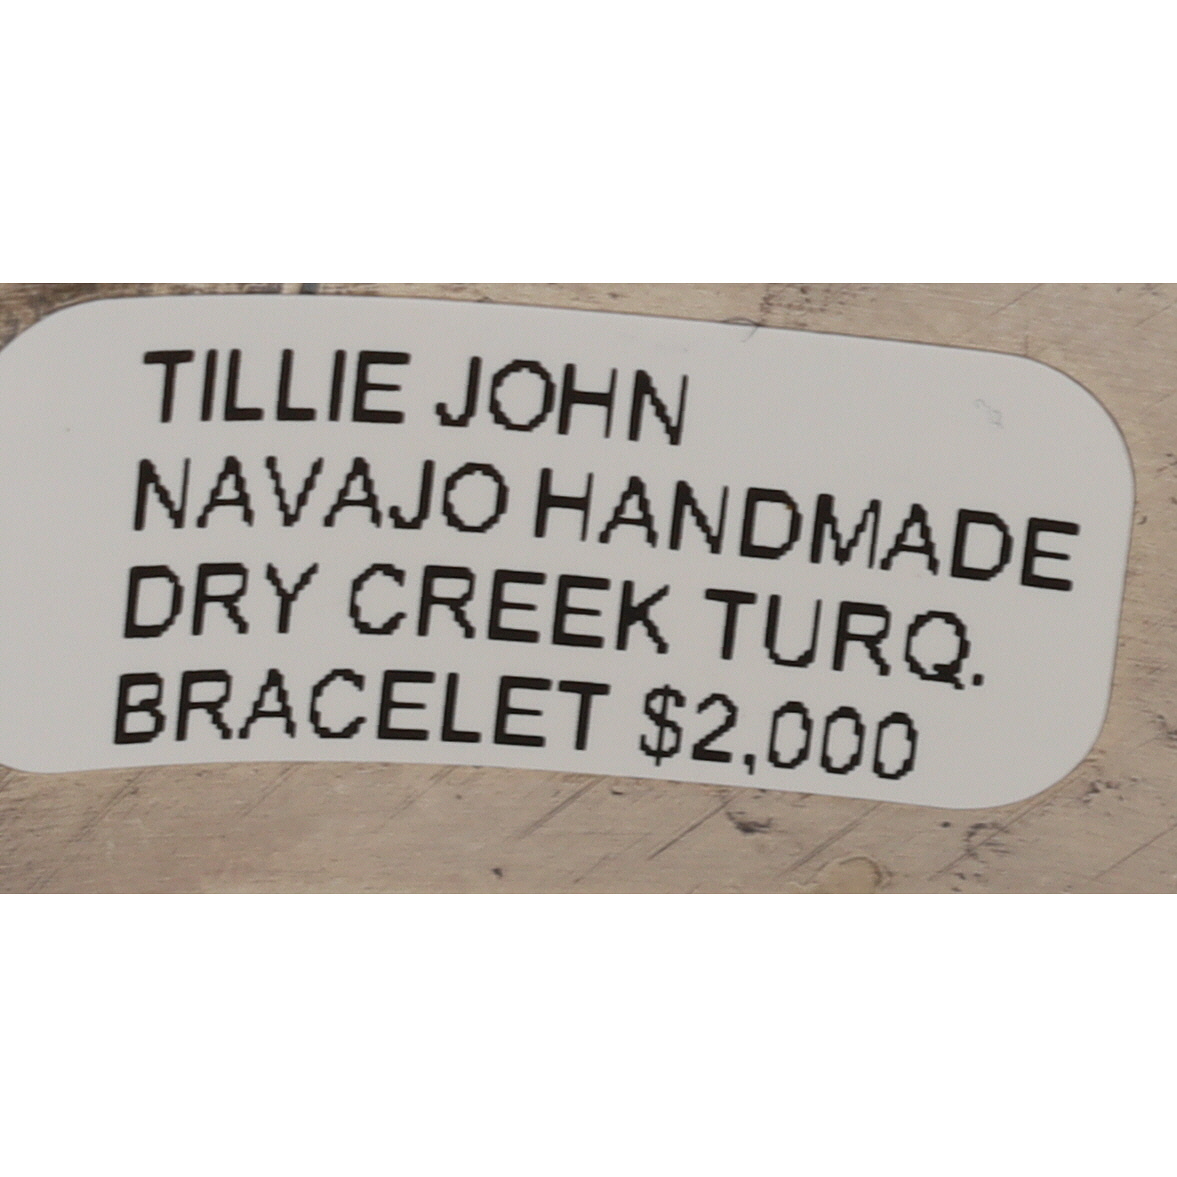 TILLIE JOHN
NAVAJO HANDMADE
DRY CREEK TURQ.
BRACELET $2,000